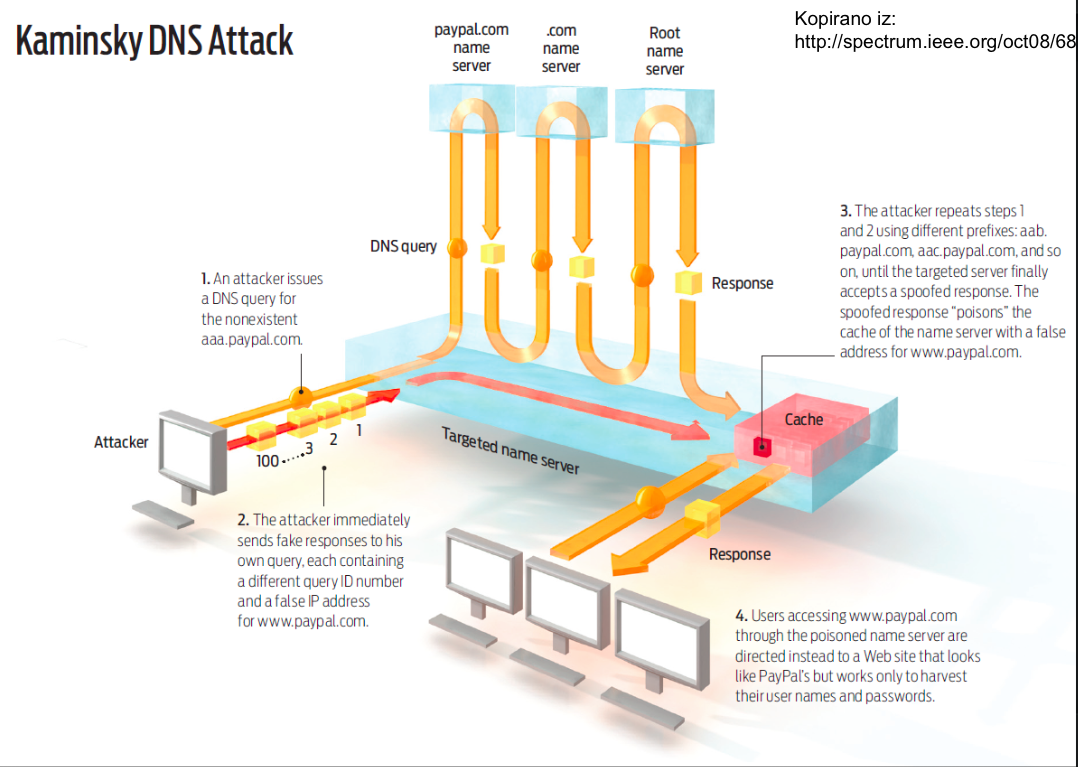 Kaminsky DNS Attack
paypal.com
name
server
.com
name
server
Root
name
server
Kopirano iz:
http://spectrum.ieee.org/oct08/68
DNS query
Response
1. An attacker issues
a DNS query for
the nonexistent
aaa.paypal.com.
3. The attacker repeats steps 1
and 2 using different prefixes: aab.
paypal.com, aac.paypal.com, and so
on, until the targeted server finally
accepts a spoofed response. The
spoofed response “poisons” the
cache of the name server with a false
address for www.paypal.com.
Attacker
100.....3 2 1
Targeted name server
Cache
2. The attacker immediately
sends fake responses to his
own query, each containing
a different query ID number
and a false IP address
for www.paypal.com.
Response
4. Users accessing www.paypal.com
through the poisoned name server are
directed instead to a Web site that looks
like PayPal’s but works only to harvest
their user names and passwords.